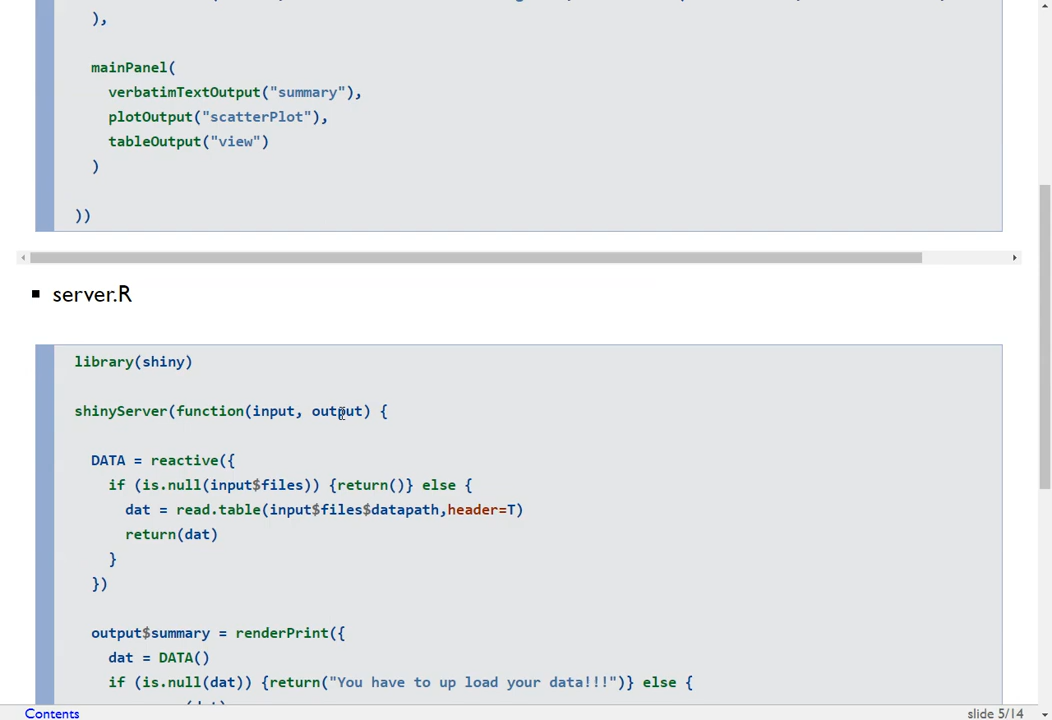 ),
mainPanel(
verbatimTextOutput("summary"),
plotOutput("scatterPlot"),
tableOutput("view")
)
))
server.R
library(shiny)
shinyServer(function(input, output) {
DATA = reactive({
if (is.null(input$files)) {return()} else {
dat = read.table(input$files$datapath,header=T)
return(dat)
}
})
output$summary = renderPrint({
dat = DATA()
if (is.null(dat)) {return("You have to up load your data!!!")} else {
Contents
slide 5/14